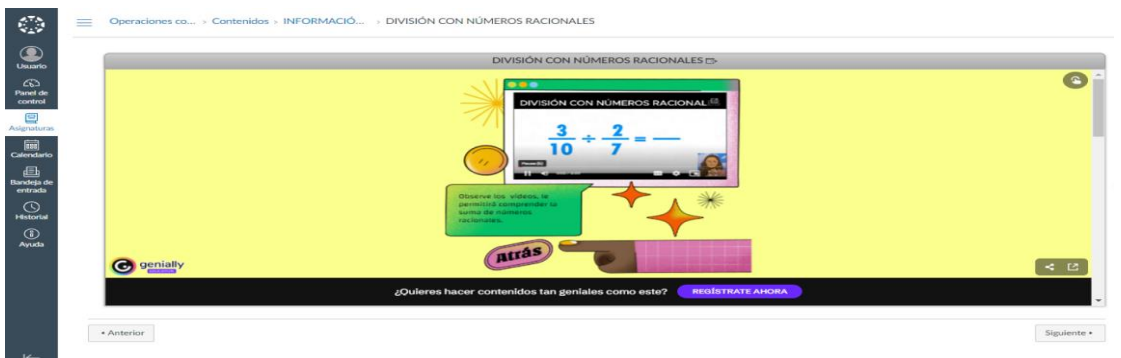 Operaciones co... › Contenidos › INFORMACIÓ... › DIVISIÓN CON NÚMEROS RACIONALES
Usuario
Panel de
control
Asignaturas
Calendario
Bandeja de
entrada
Historial
Ayuda
DIVISIÓN CON NÚMEROS RACIONALES
DIVISIÓN CON NÚMEROS RACIONAL
3/10 ÷ 2/7 = —
Observe los videos, le
permitirá comprender la
suma de números
racionales.
Atrás
genially
¿Quieres hacer contenidos tan geniales como este? REGÍSTRATE AHORA
◂ Anterior
Siguiente ▸